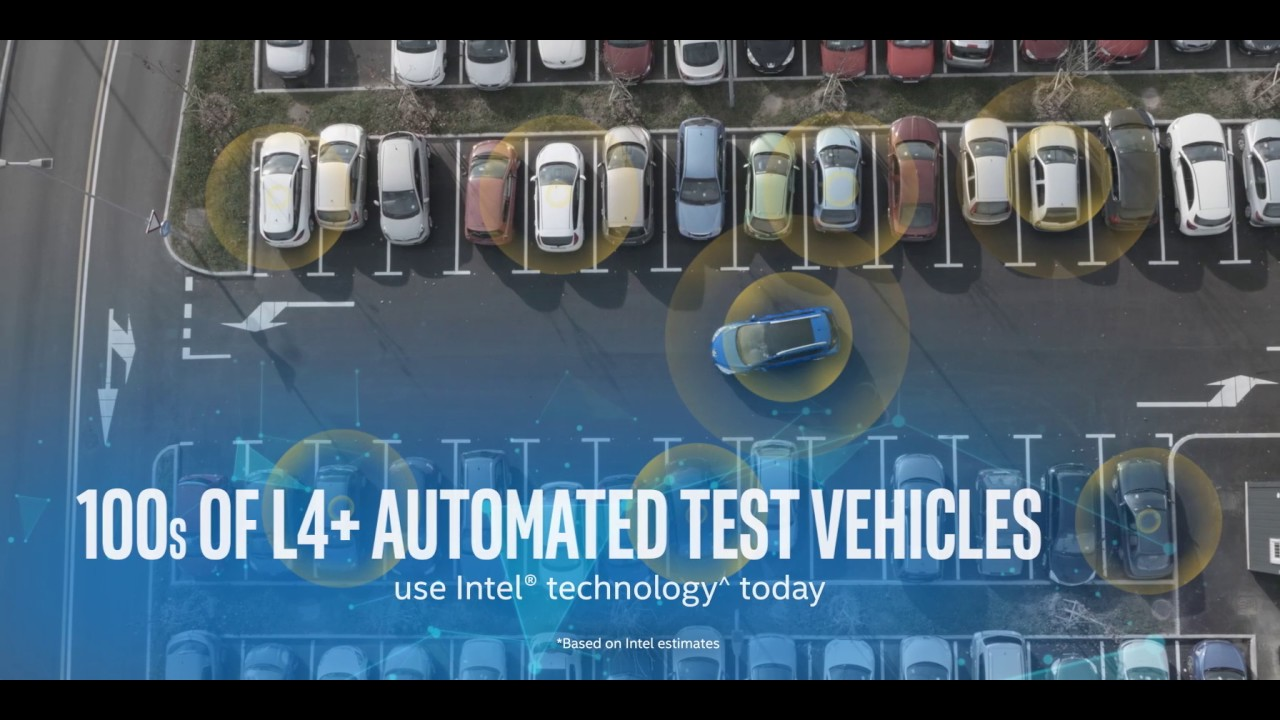 100s OF L4+ AUTOMATED TEST VEHICLES
use Intel® technology^ today
*Based on Intel estimates